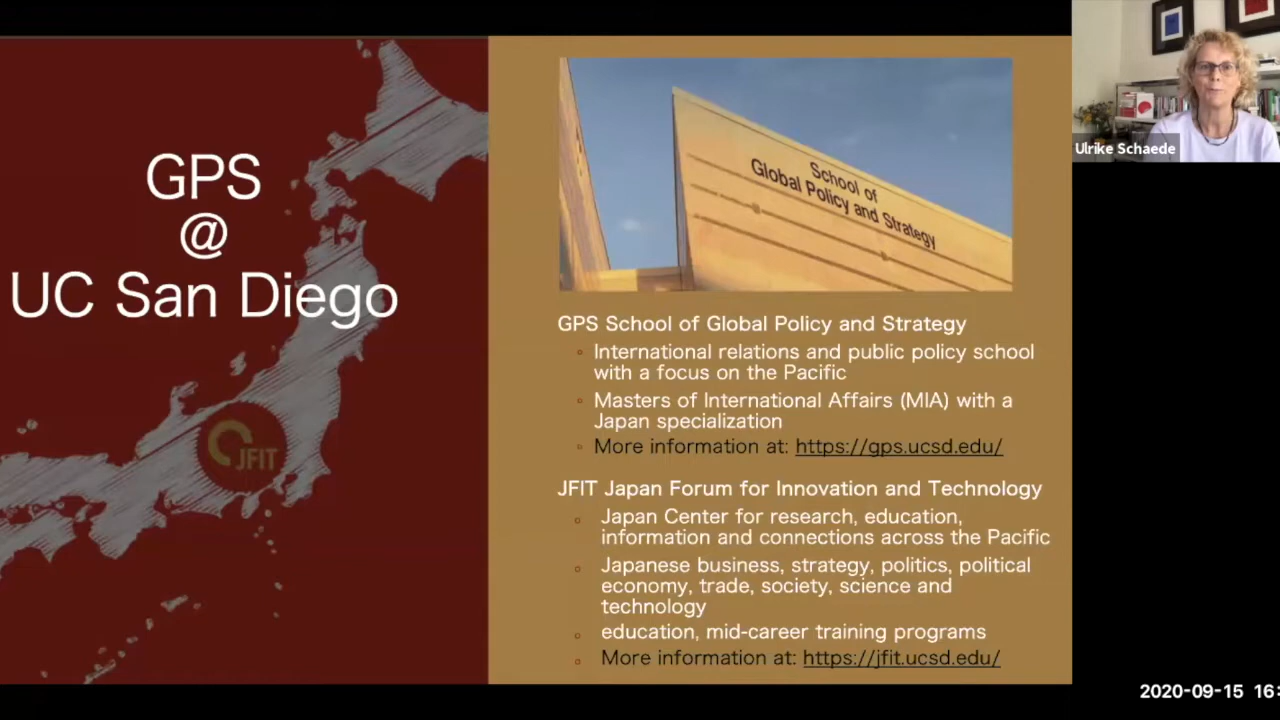 GPS
@
UC San Diego
JFIT
School of
Global Policy and Strategy
GPS School of Global Policy and Strategy
International relations and public policy school
with a focus on the Pacific
Masters of International Affairs (MIA) with a
Japan specialization
More information at: https://gps.ucsd.edu/
JFIT Japan Forum for Innovation and Technology
Japan Center for research, education,
information and connections across the Pacific
Japanese business, strategy, politics, political
economy, trade, society, science and
technology
education, mid-career training programs
More information at: https://jfit.ucsd.edu/
Ulrike Schaede
2020-09-15 16: